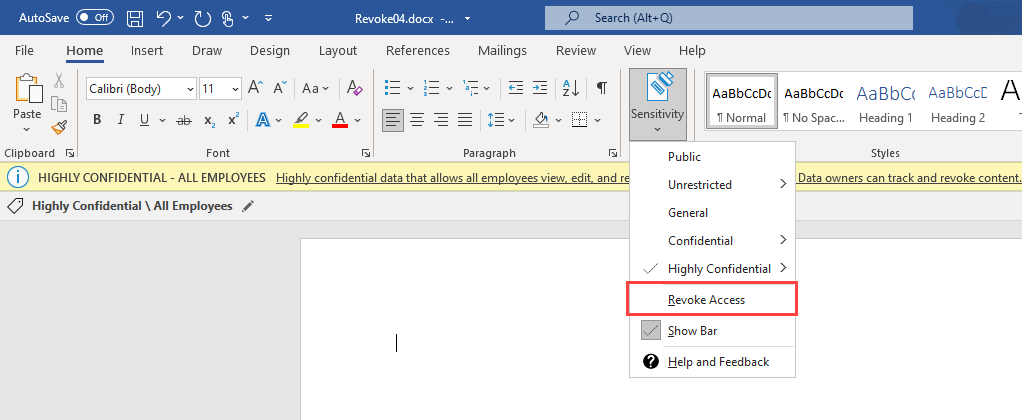 AutoSave Off Revoke04.docx -... Search (Alt+Q)
File Home Insert Draw Design Layout References Mailings Review View Help
Paste
Calibri (Body) 11 A A Aa A
B I U ab x₂ x² A A
Sensitivity
AaBbCcDc AaBbCcDc AaBbCc AaBbCcD
¶ Normal ¶ No Spac... Heading 1 Heading 2 T
Clipboard Font Paragraph Styles
HIGHLY CONFIDENTIAL - ALL EMPLOYEES Highly confidential data that allows all employees view, edit, and Data owners can track and revoke content.
Highly Confidential \ All Employees
Public
Unrestricted
General
Confidential
Highly Confidential
Revoke Access
Show Bar
Help and Feedback